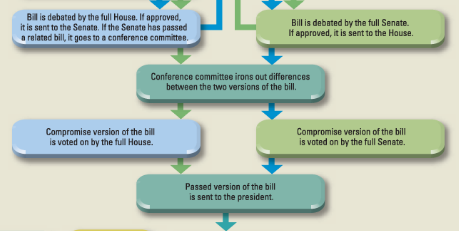 Bill is debated by the full House. If approved,
it is sent to the Senate. If the Senate has passed
a related bill, it goes to a conference committee.
Bill is debated by the full Senate.
If approved, it is sent to the House.
Conference committee irons out differences
between the two versions of the bill.
Compromise version of the bill
is voted on by the full House.
Compromise version of the bill
is voted on by the full Senate.
Passed version of the bill
is sent to the president.